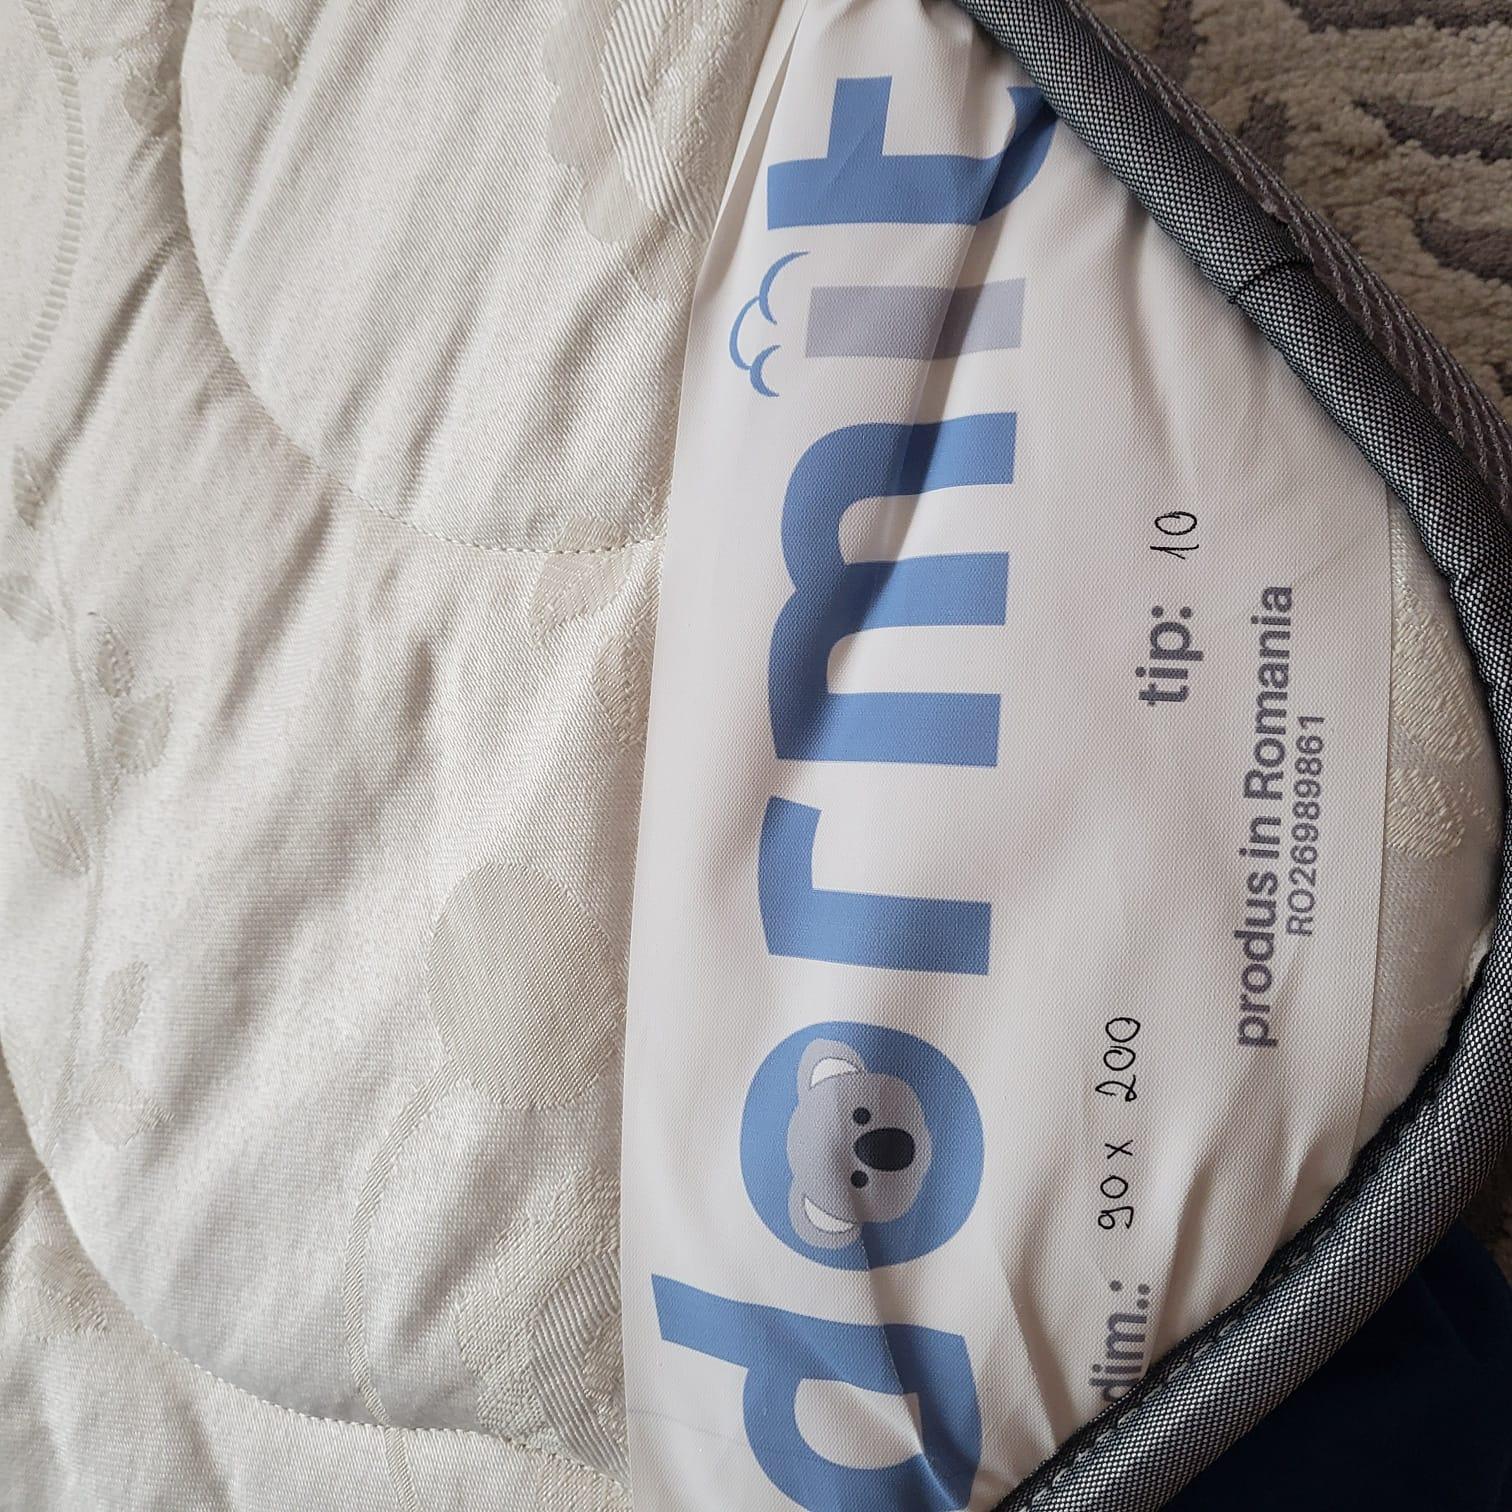 dormit
dim.: 90 x 200 tip: 10
produs in Romania
RO26989861